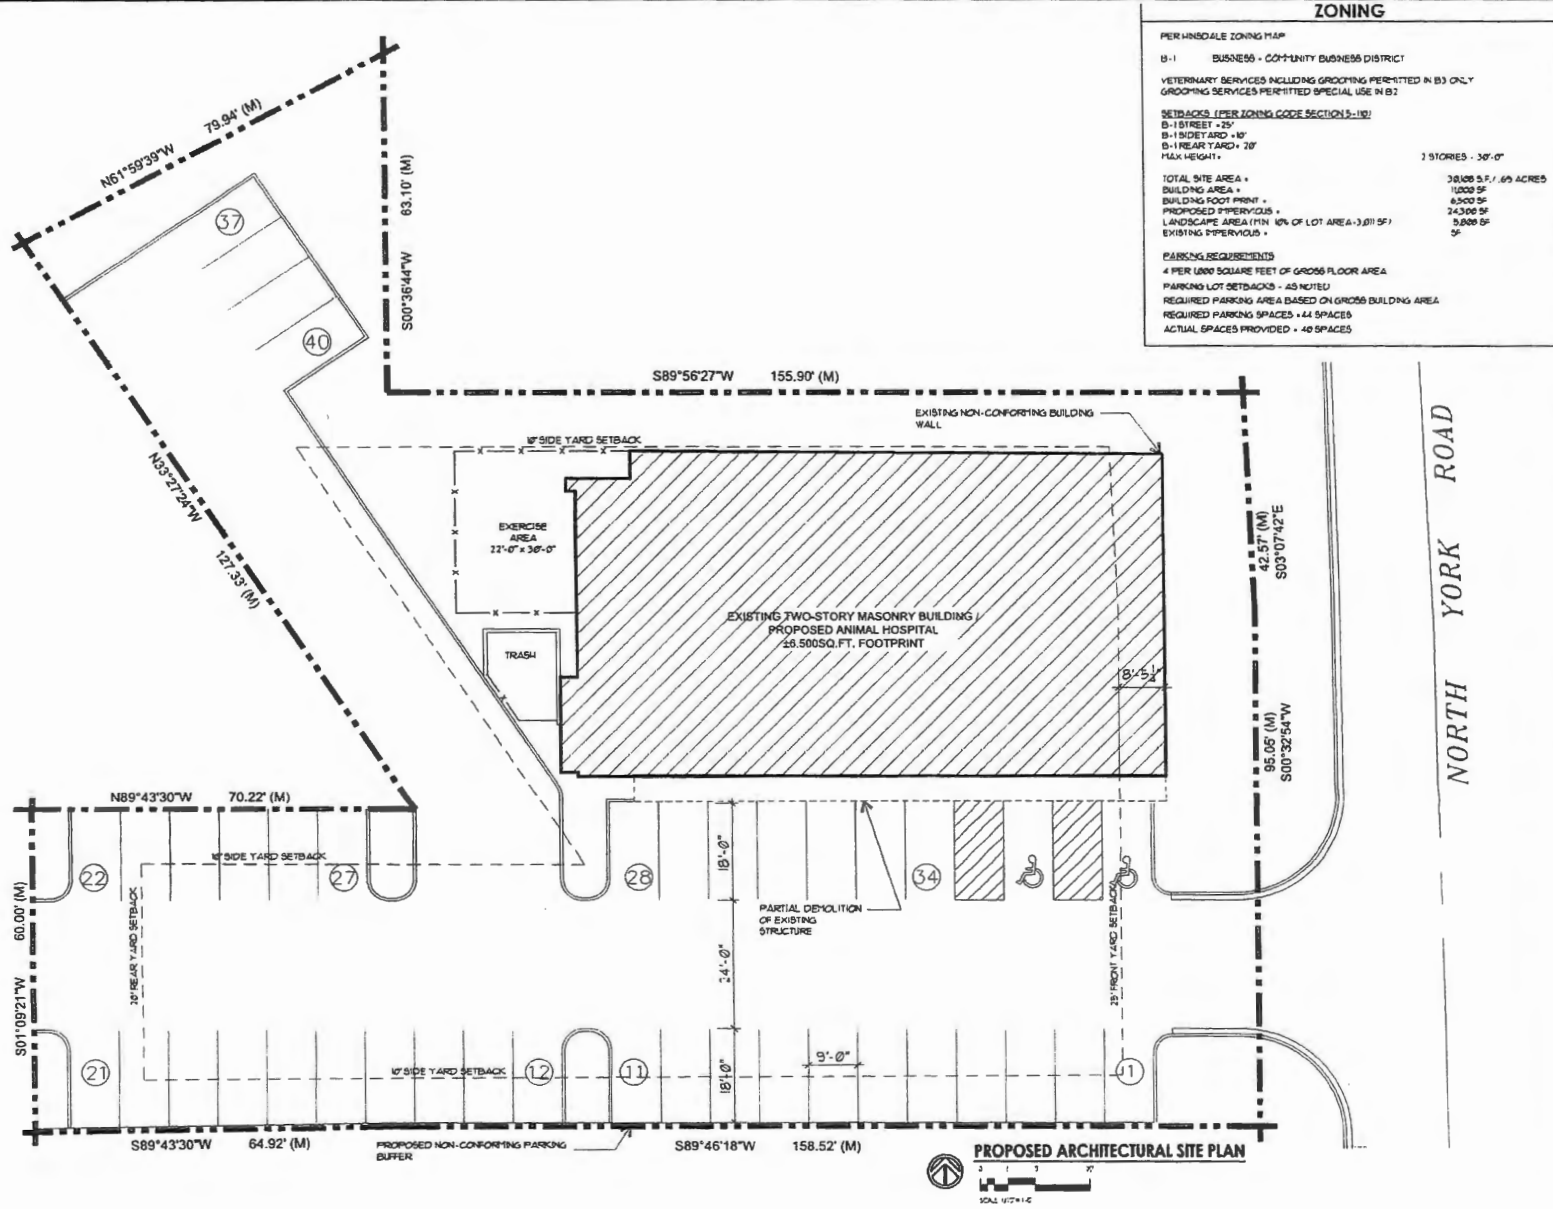 ZONING
PER HINSDALE ZONING MAP
B-1 BUSINESS - COMMUNITY BUSINESS DISTRICT
VETERINARY SERVICES INCLUDING GROOMING PERMITTED IN B3 ONLY
GROOMING SERVICES PERMITTED SPECIAL USE IN B2
SETBACKS (PER ZONING CODE SECTION 5-110)
B-1 STREET = 25'
B-1 SIDEYARD = 10'
B-1 REAR YARD = 20'
MAX HEIGHT = 2 STORIES - 30'-0"
TOTAL SITE AREA = S.F. / .69 ACRES
BUILDING AREA = 11,000 SF
BUILDING FOOT PRINT = 6,500 SF
PROPOSED IMPERVIOUS = 24,300 SF
LANDSCAPE AREA (MIN 10% OF LOT AREA-3,011 SF) SF
EXISTING IMPERVIOUS = SF
PARKING REQUIREMENTS
4 PER 1,000 SQUARE FEET OF GROSS FLOOR AREA
PARKING LOT SETBACKS - AS NOTED
REQUIRED PARKING AREA BASED ON GROSS BUILDING AREA
REQUIRED PARKING SPACES = 44 SPACES
ACTUAL SPACES PROVIDED = 40 SPACES
N61°59'39"W 79.94' (M)
S00°36'44"W 63.10' (M)
37
40
N33°27'24"W 127.33' (M)
S89°56'27"W 155.90' (M)
EXISTING NON-CONFORMING BUILDING
WALL
10' SIDE YARD SETBACK
EXERCISE
AREA
22'-0" x 30'-0"
TRASH
EXISTING TWO-STORY MASONRY BUILDING /
PROPOSED ANIMAL HOSPITAL
±6,500SQ.FT. FOOTPRINT
8'-5¼"
42.57' (M)
S03°07'42"E
95.05' (M)
S00°32'54"W
NORTH YORK ROAD
N89°43'30"W 70.22' (M)
10' SIDE YARD SETBACK
22
27
28
34
18'-0"
PARTIAL DEMOLITION
OF EXISTING
STRUCTURE
S01°09'21"W 60.00' (M)
20' REAR YARD SETBACK
24'-0"
25' FRONT YARD SETBACK
21
10' SIDE YARD SETBACK
12
11
18'-0"
9'-0"
1
S89°43'30"W 64.92' (M)
PROPOSED NON-CONFORMING PARKING
BUFFER
S89°46'18"W 158.52' (M)
PROPOSED ARCHITECTURAL SITE PLAN